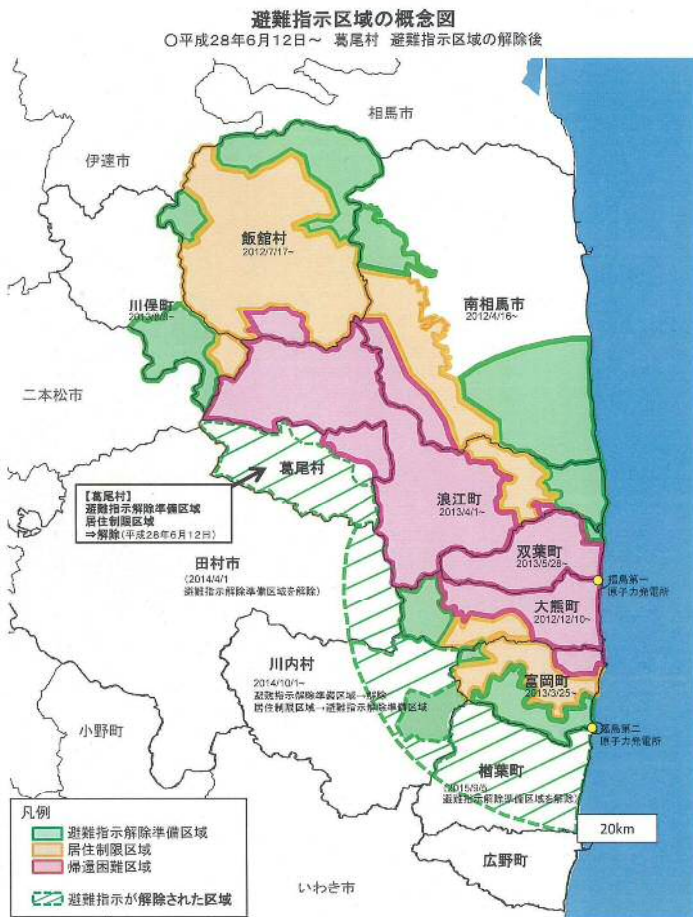 避難指示区域の概念図
○平成28年6月12日～ 葛尾村 避難指示区域の解除後
相馬市
伊達市
飯舘村
2012/7/17~
川俣町
2013/8/8~
南相馬市
2012/4/16~
二本松市
葛尾村
【葛尾村】
避難指示解除準備区域
居住制限区域
⇒解除(平成28年6月12日)
浪江町
2013/4/1~
双葉町
2013/5/28~
福島第一
原子力発電所
田村市
(2014/4/1
避難指示解除準備区域を解除)
大熊町
2012/12/10~
川内村
2014/10/1~
避難指示解除準備区域→解除
居住制限区域→避難指示解除準備区域
富岡町
2013/3/25~
福島第二
原子力発電所
小野町
楢葉町
(2015/9/5
避難指示解除準備区域を解除)
20km
凡例
避難指示解除準備区域
居住制限区域
帰還困難区域
避難指示が解除された区域
広野町
いわき市